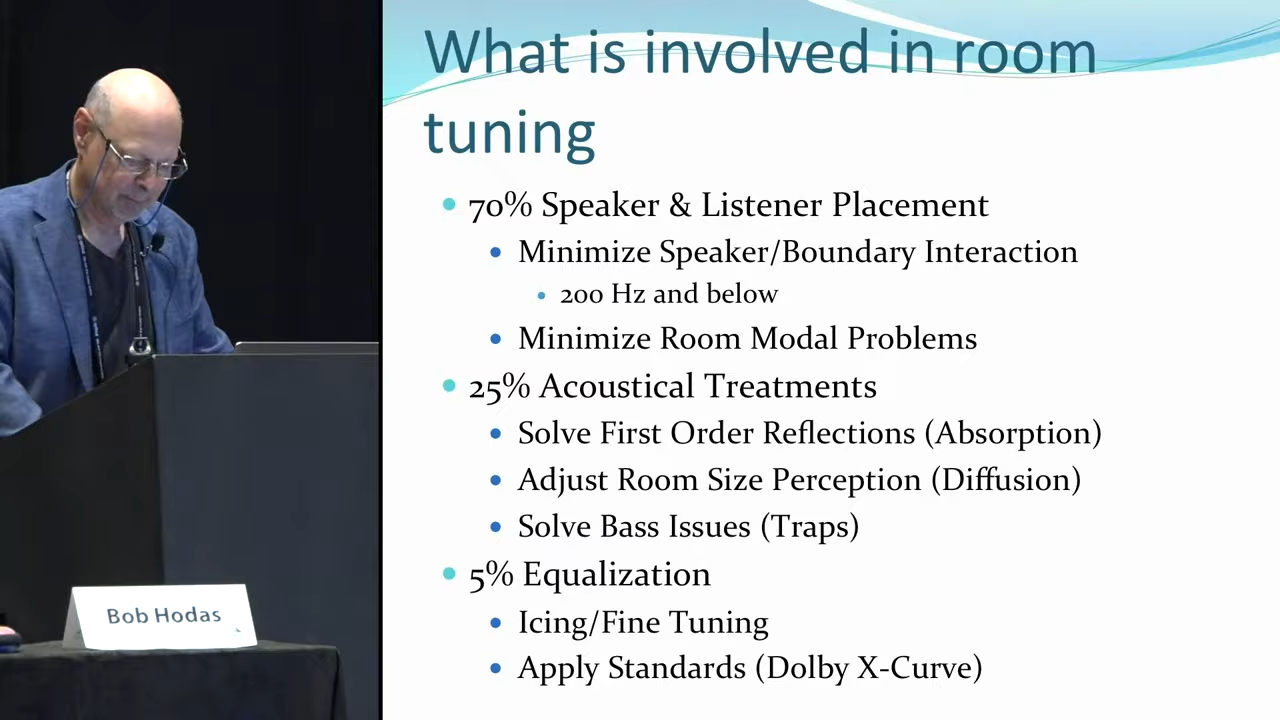 What is involved in room
tuning
70% Speaker & Listener Placement
Minimize Speaker/Boundary Interaction
200 Hz and below
Minimize Room Modal Problems
25% Acoustical Treatments
Solve First Order Reflections (Absorption)
Adjust Room Size Perception (Diffusion)
Solve Bass Issues (Traps)
5% Equalization
Icing/Fine Tuning
Apply Standards (Dolby X-Curve)
Bob Hodas